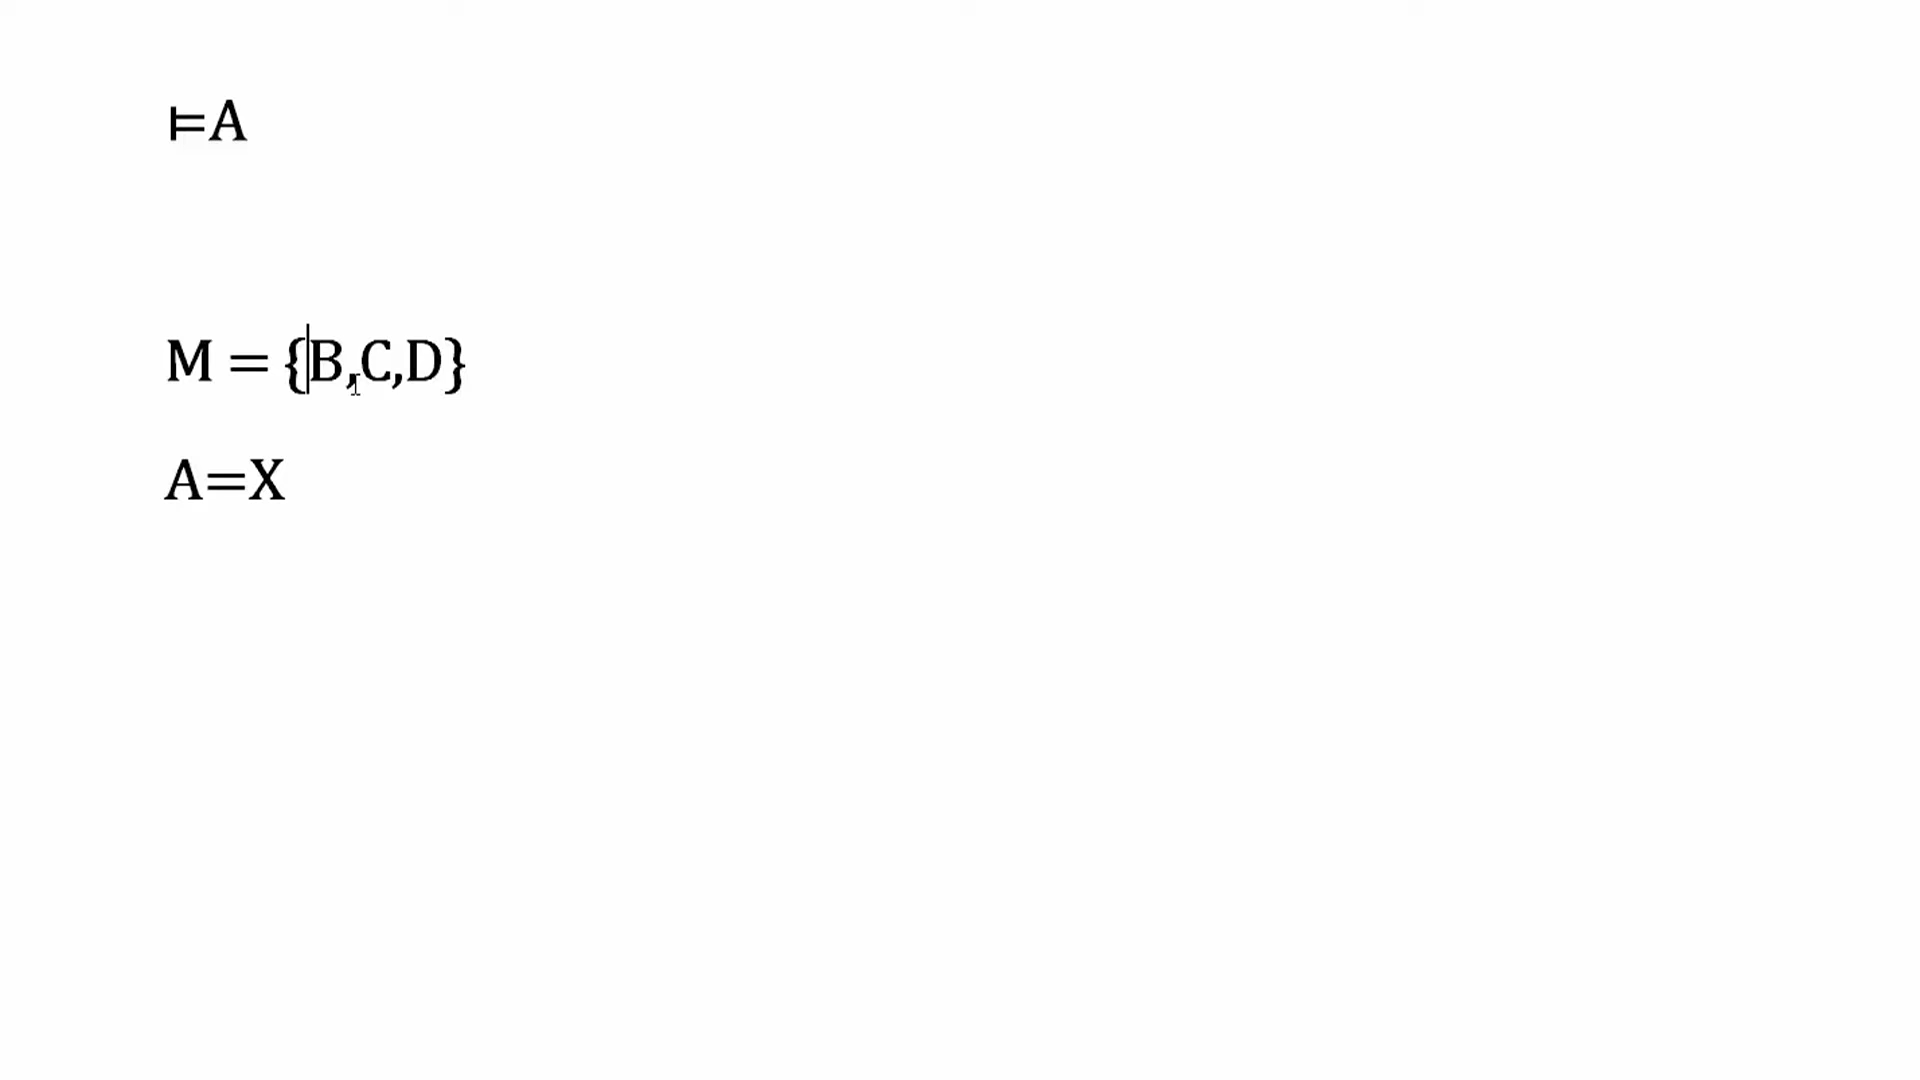 ⊨A
M = {B,C,D}
A=X